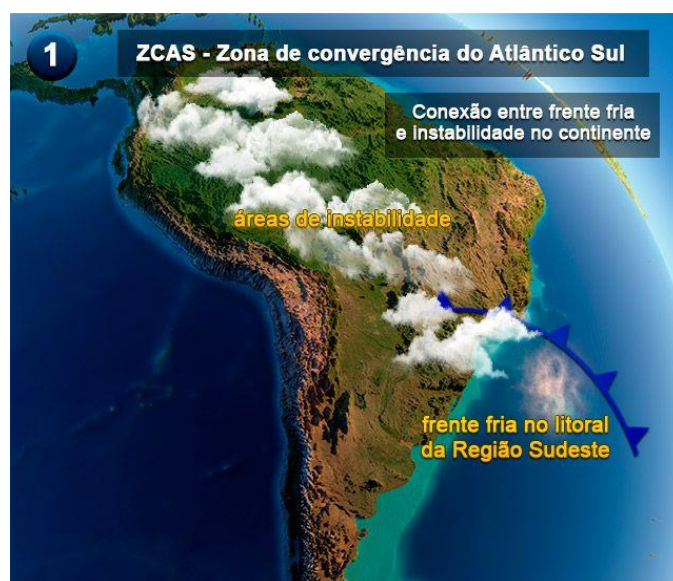 1
ZCAS - Zona de convergência do Atlântico Sul
Conexão entre frente fria
e instabilidade no continente
áreas de instabilidade
frente fria no litoral
da Região Sudeste